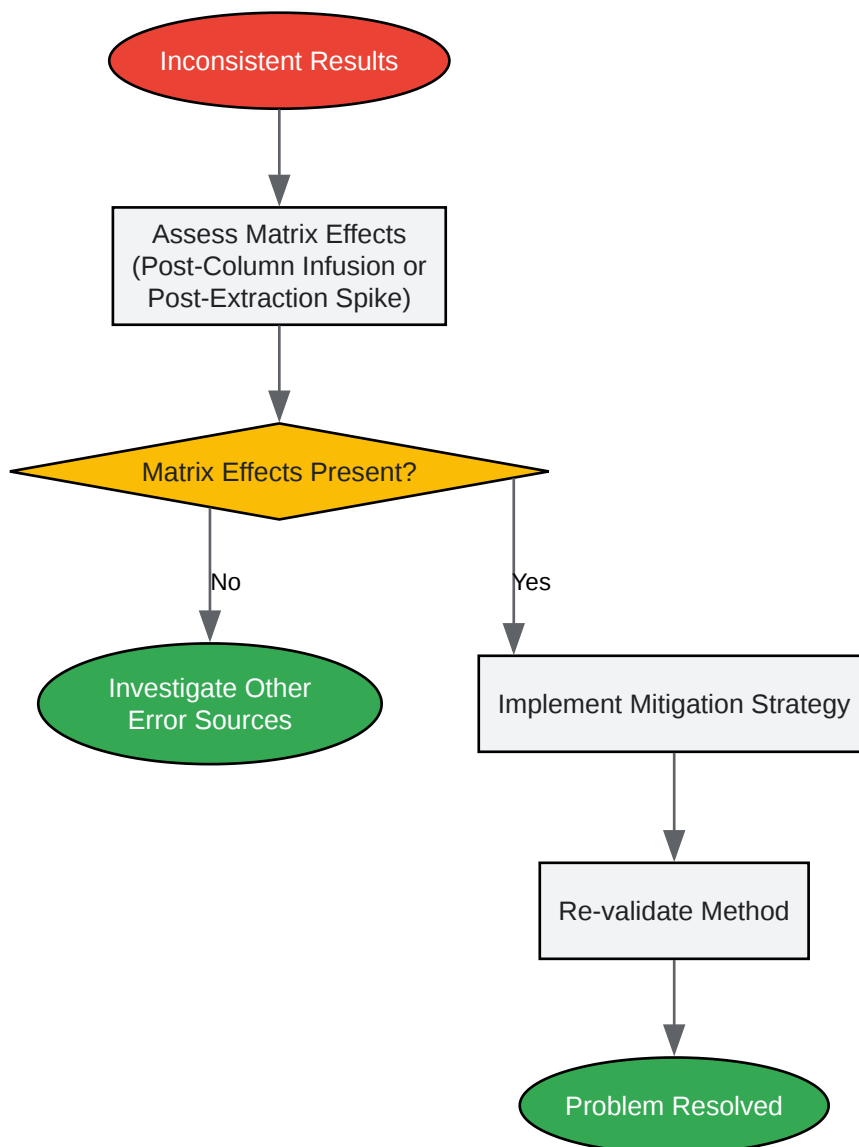 Inconsistent Results
Assess Matrix Effects
(Post-Column Infusion or
Post-Extraction Spike)
Matrix Effects Present?
No
Yes
Investigate Other
Error Sources
Implement Mitigation Strategy
Re-validate Method
Problem Resolved